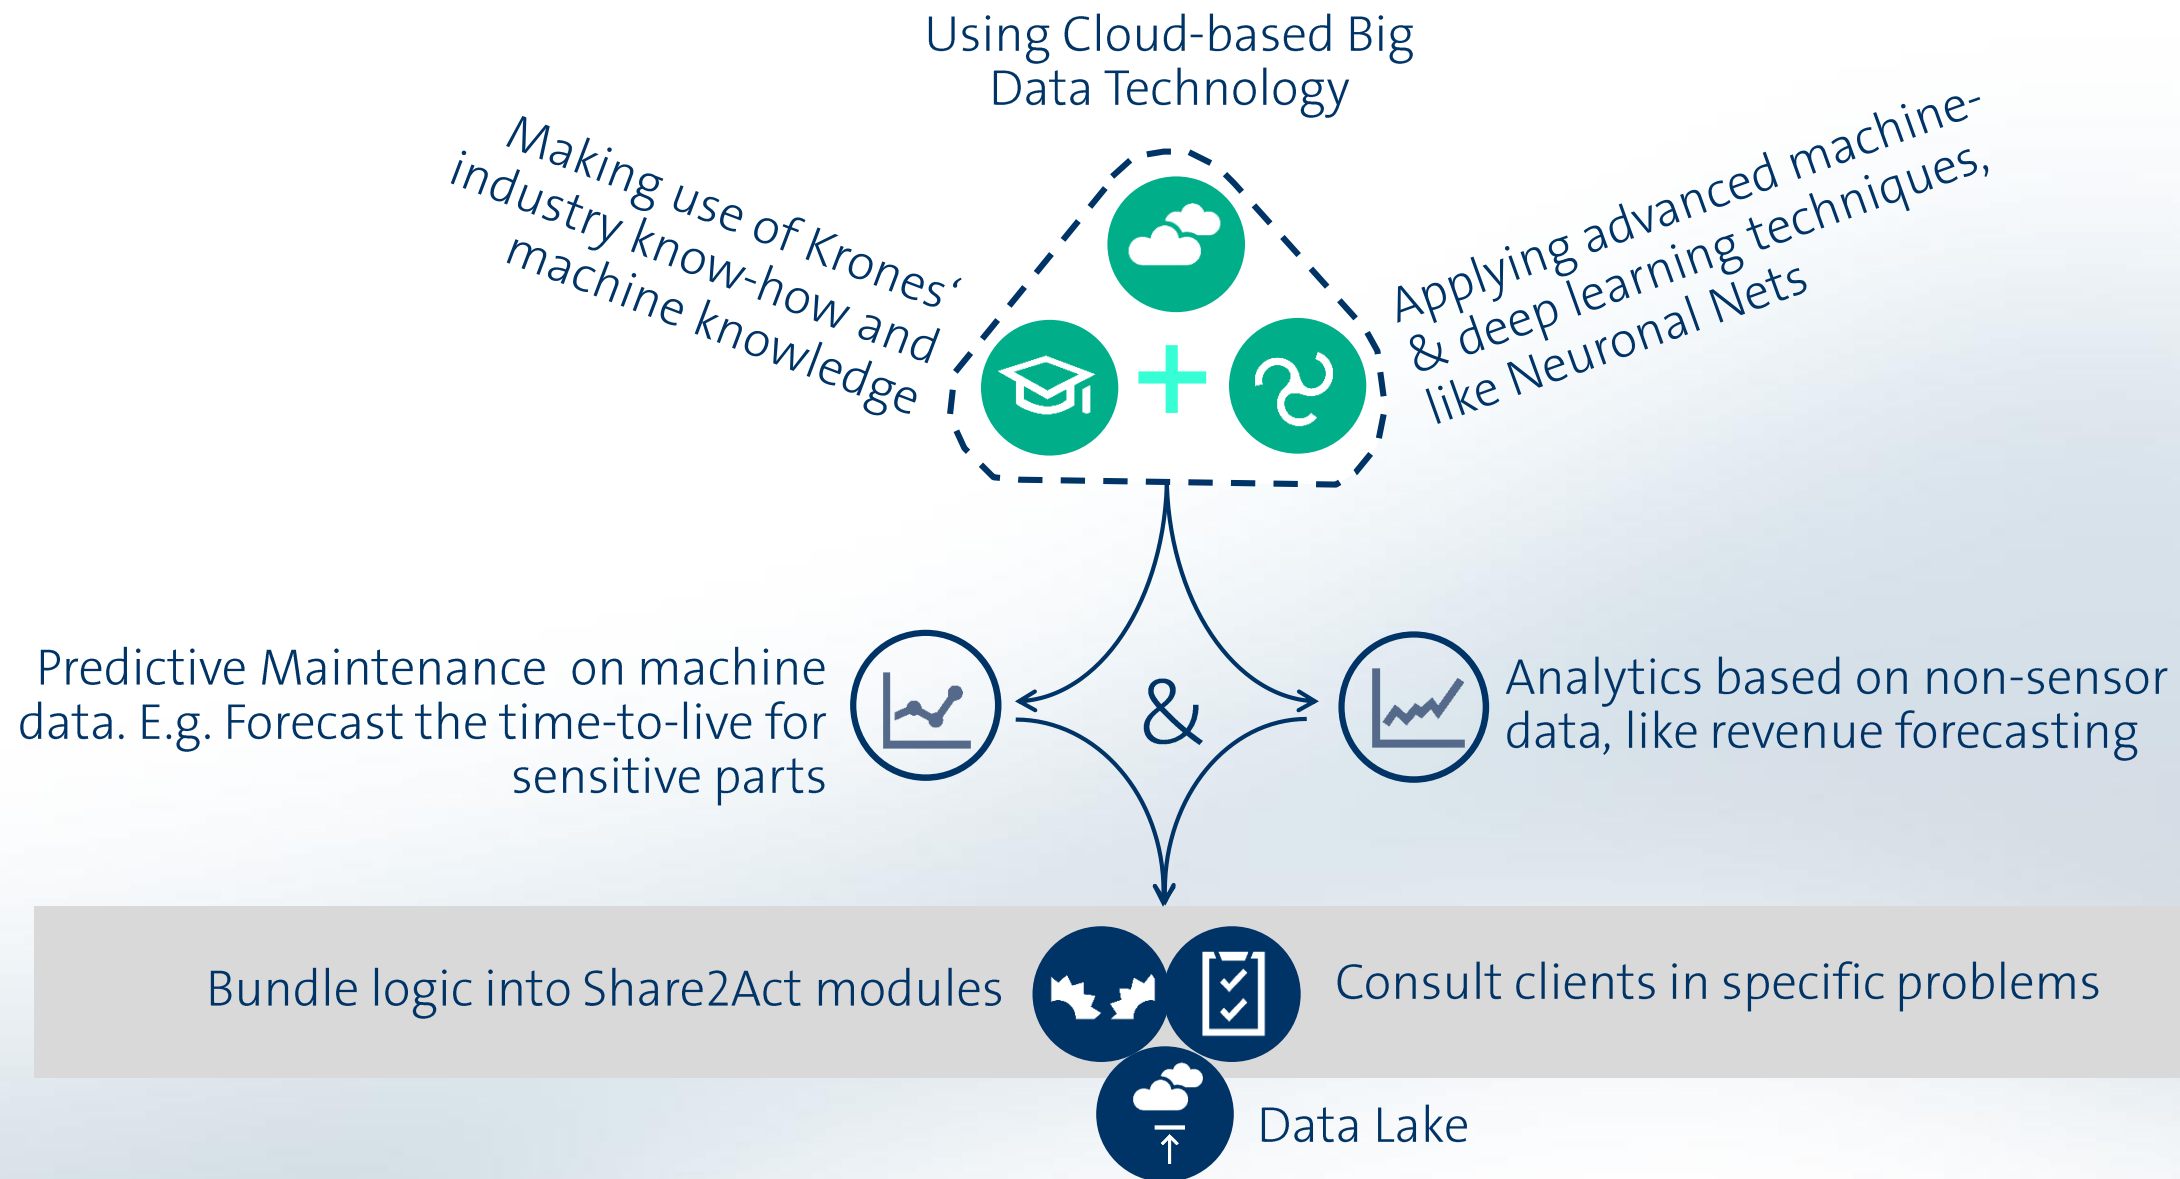 Using Cloud-based Big
Data Technology
Making use of Krones‘
industry know-how and
machine knowledge
Applying advanced machine-
& deep learning techniques,
like Neuronal Nets
Predictive Maintenance on machine
data. E.g. Forecast the time-to-live for
sensitive parts
&
Analytics based on non-sensor
data, like revenue forecasting
Bundle logic into Share2Act modules
Consult clients in specific problems
Data Lake